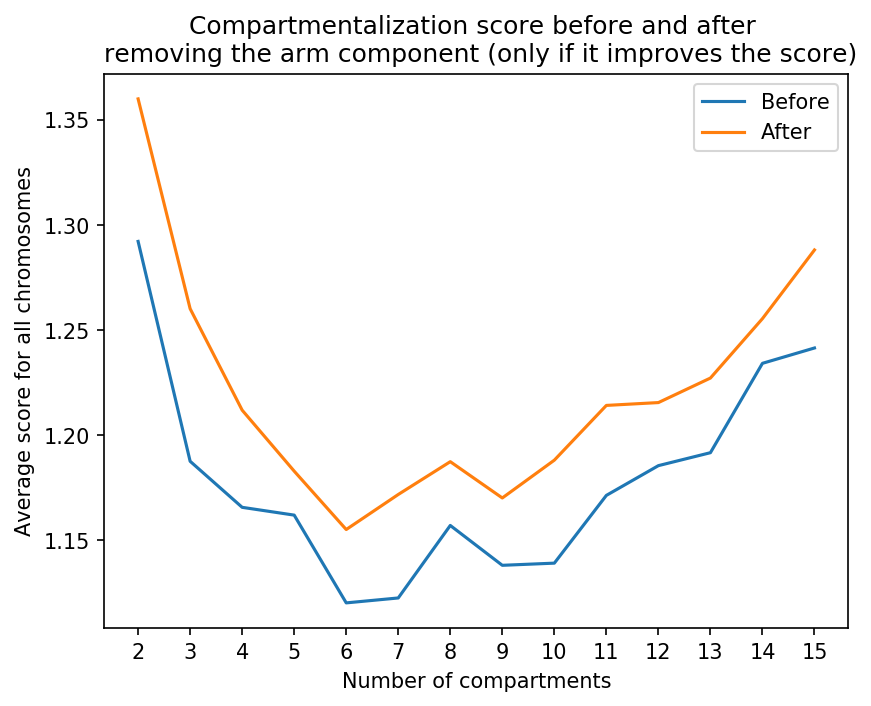 Compartmentalization score before and after
removing the arm component (only if it improves the score)
Before
After
Average score for all chromosomes
1.35
1.30
1.25
1.20
1.15
2 3 4 5 6 7 8 9 10 11 12 13 14 15
Number of compartments